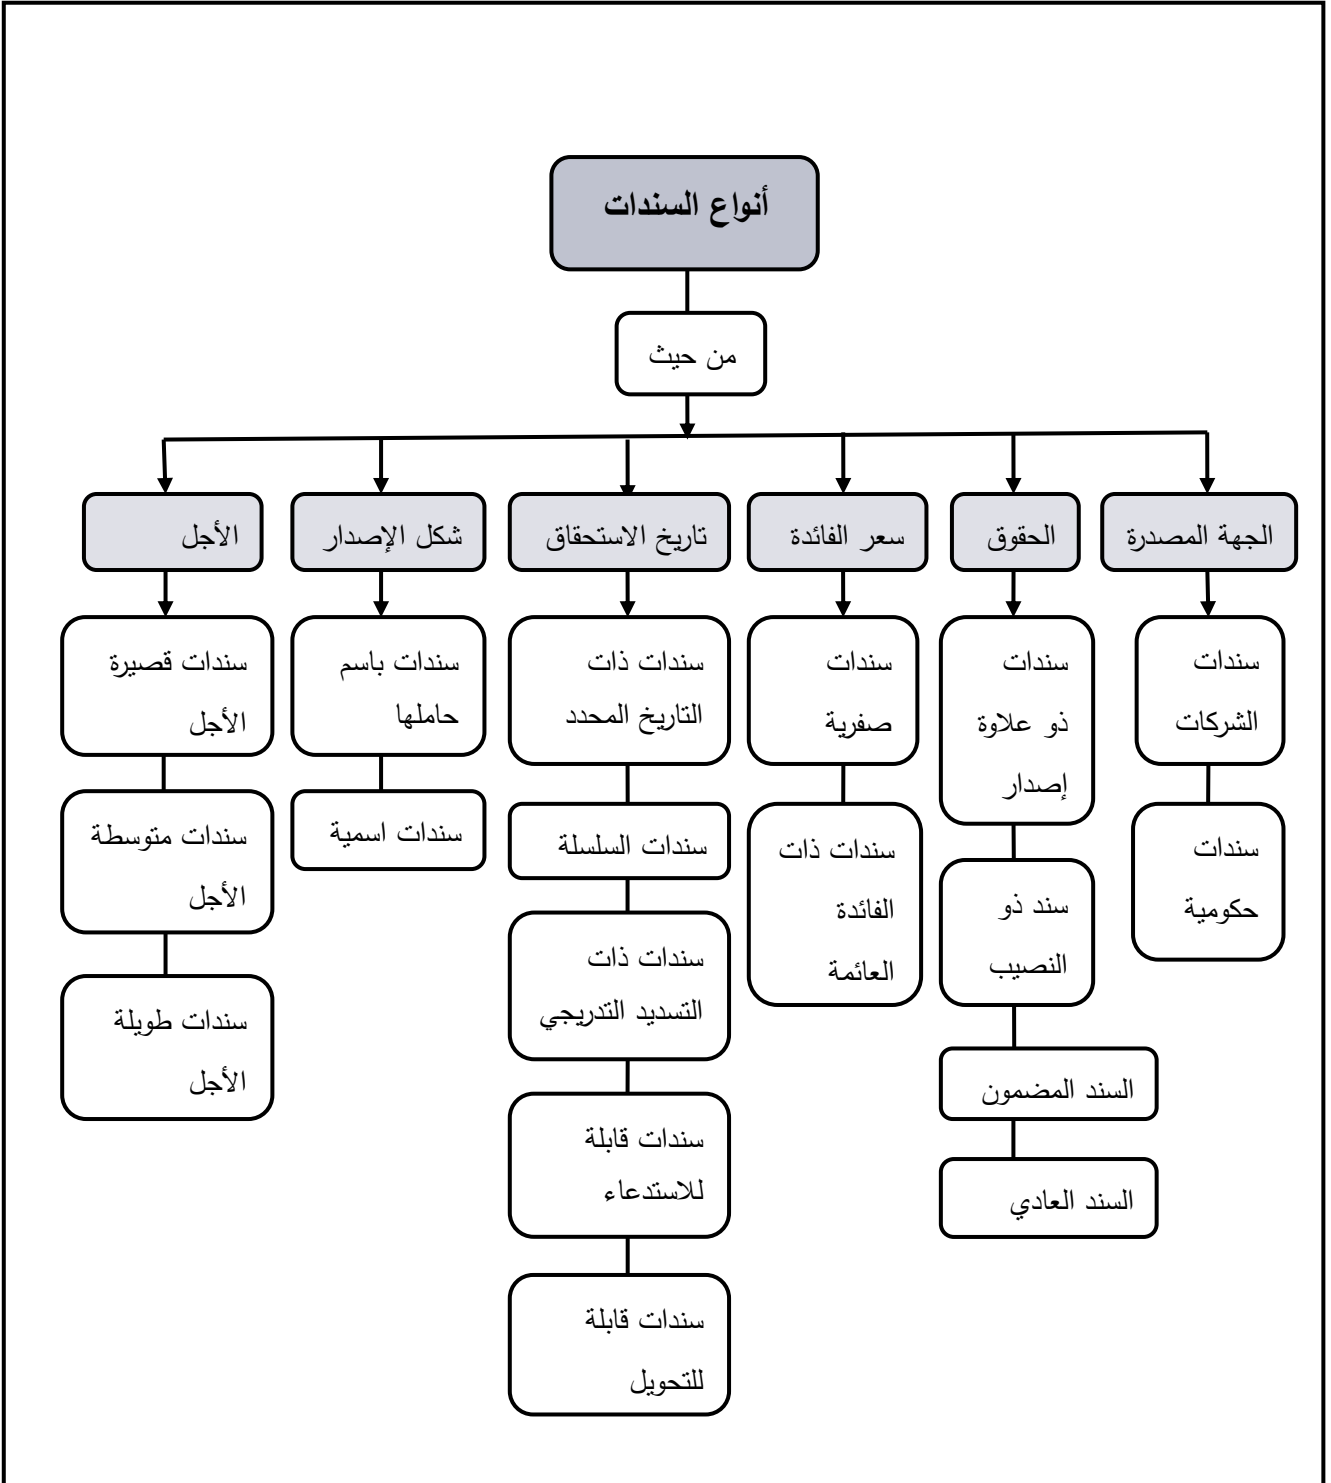 أنواع السندات
من حيث
الجهة المصدرة
سندات
الشركات
سندات
حكومية
الحقوق
سندات
ذو علاوة
إصدار
سند ذو
النصيب
السند المضمون
السند العادي
سعر الفائدة
سندات
صفرية
سندات ذات
الفائدة
العائمة
تاريخ الاستحقاق
سندات ذات
التاريخ المحدد
سندات السلسلة
سندات ذات
التسديد التدريجي
سندات قابلة
للاستدعاء
سندات قابلة
للتحويل
شكل الإصدار
سندات باسم
حاملها
سندات اسمية
الأجل
سندات قصيرة
الأجل
سندات متوسطة
الأجل
سندات طويلة
الأجل